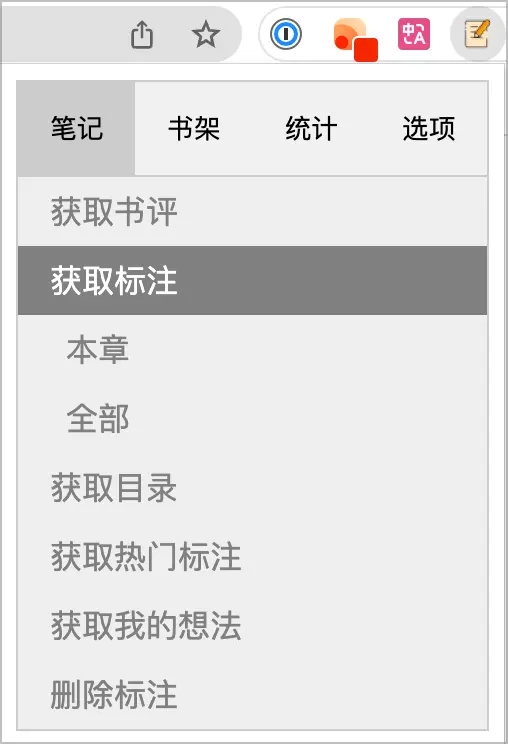 中A
笔记 书架 统计 选项
获取书评
获取标注
本章
全部
获取目录
获取热门标注
获取我的想法
删除标注